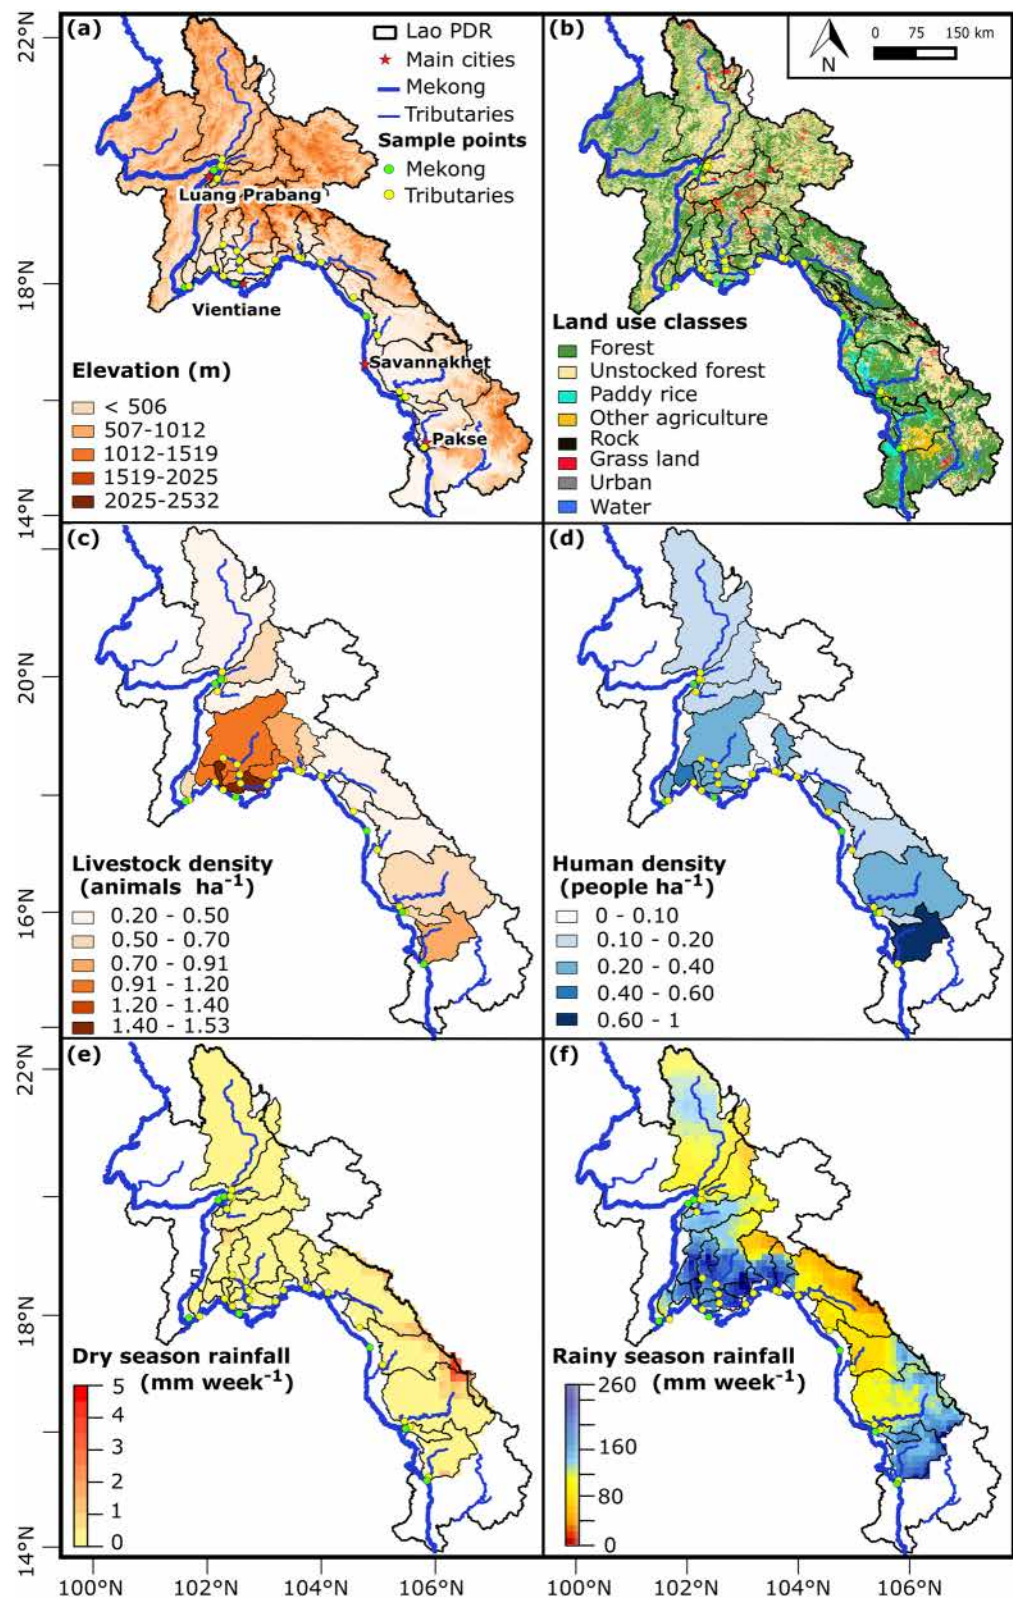 (a)
Lao PDR
Main cities
Mekong
Tributaries
Sample points
Mekong
Tributaries
Luang Prabang
Vientiane
Savannakhet
Pakse
Elevation (m)
< 506
507-1012
1012-1519
1519-2025
2025-2532
22°N
18°N
14°N
(b)
N
0 75 150 km
Land use classes
Forest
Unstocked forest
Paddy rice
Other agriculture
Rock
Grass land
Urban
Water
(c)
Livestock density
(animals ha⁻¹)
0.20 - 0.50
0.50 - 0.70
0.70 - 0.91
0.91 - 1.20
1.20 - 1.40
1.40 - 1.53
20°N
16°N
(d)
Human density
(people ha⁻¹)
0 - 0.10
0.10 - 0.20
0.20 - 0.40
0.40 - 0.60
0.60 - 1
(e)
5
Dry season rainfall
(mm week⁻¹)
5
4
3
2
1
0
22°N
18°N
14°N
(f)
Rainy season rainfall
(mm week⁻¹)
260
160
80
0
100°N 102°N 104°N 106°N
100°N 102°N 104°N 106°N